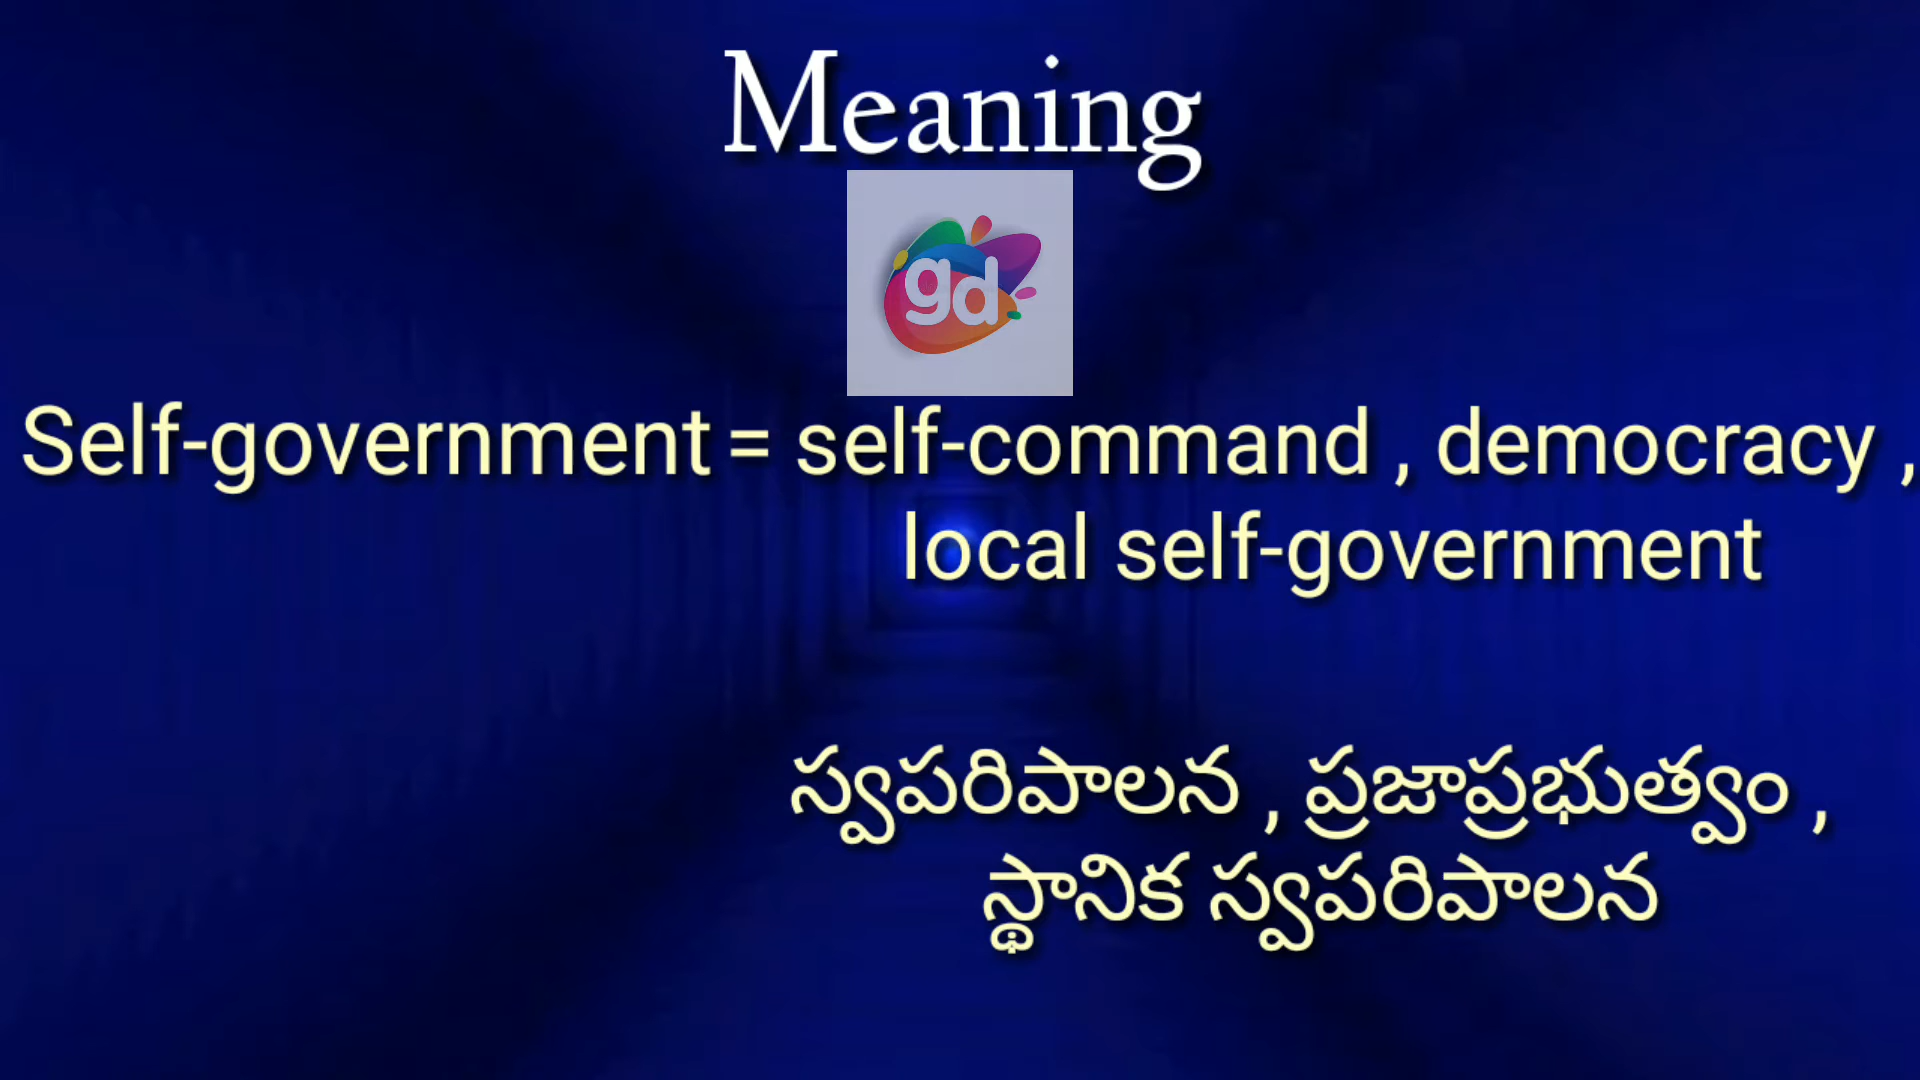 Meaning
gd
Self-government = self-command , democracy ,
local self-government
స్వపరిపాలన , ప్రజాప్రభుత్వం ,
స్థానిక స్వపరిపాలన